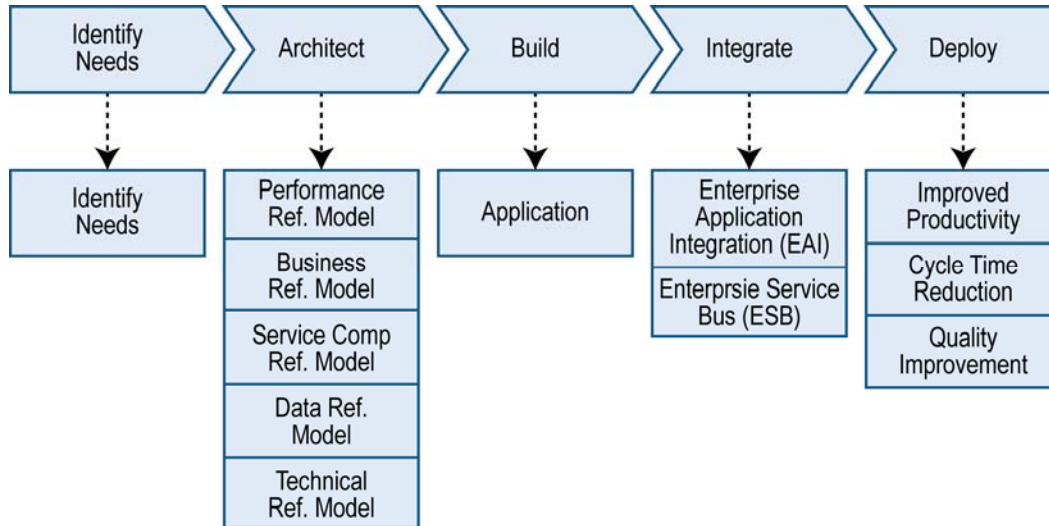 Identify
Needs
Architect
Build
Integrate
Deploy
Identify
Needs
Performance
Ref. Model
Business
Ref. Model
Service Comp
Ref. Model
Data Ref.
Model
Technical
Ref. Model
Application
Enterprise
Application
Integration (EAI)
Enterprsie Service
Bus (ESB)
Improved
Productivity
Cycle Time
Reduction
Quality
Improvement